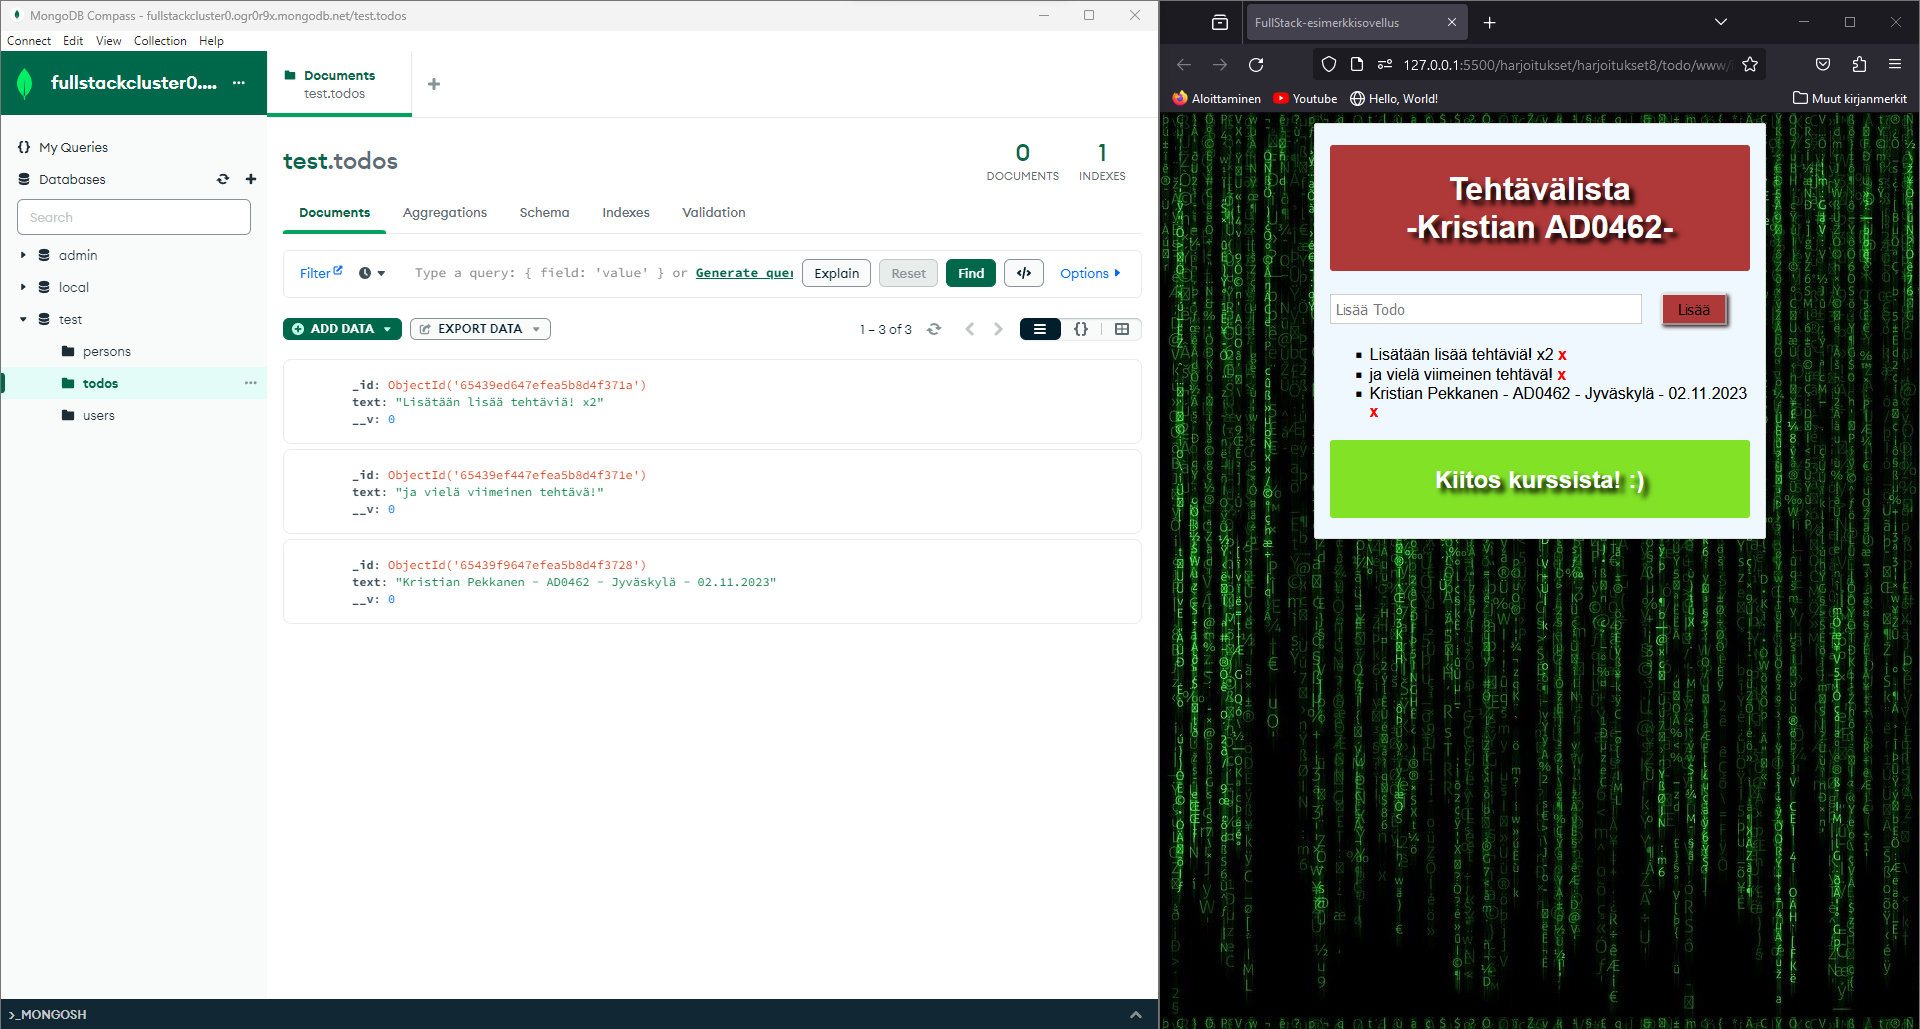 MongoDB Compass - fullstackcluster0.ogr0r9x.mongodb.net/test.todos
Connect Edit View Collection Help
fullstackcluster0.... ...
My Queries
Databases
Search
admin
local
test
persons
todos ...
users
Documents
test.todos
test.todos
0
DOCUMENTS
1
INDEXES
Documents Aggregations Schema Indexes Validation
Filter Type a query: { field: 'value' } or Generate quer Explain Reset Find </> Options
ADD DATA EXPORT DATA 1 – 3 of 3 {}
_id: ObjectId('65439ed647efea5b8d4f371a')
text: "Lisätään lisää tehtäviä! x2"
__v: 0
_id: ObjectId('65439ef447efea5b8d4f371e')
text: "ja vielä viimeinen tehtävä!"
__v: 0
_id: ObjectId('65439f9647efea5b8d4f3728')
text: "Kristian Pekkanen - AD0462 - Jyväskylä - 02.11.2023"
__v: 0
>_MONGOSH
FullStack-esimerkkisovellus
127.0.0.1:5500/harjoitukset/harjoitukset8/todo/www/
Aloittaminen Youtube Hello, World! Muut kirjanmerkit
Tehtävälista
-Kristian AD0462-
Lisää Todo Lisää
Lisätään lisää tehtäviä! x2 x
ja vielä viimeinen tehtävä! x
Kristian Pekkanen - AD0462 - Jyväskylä - 02.11.2023
x
Kiitos kurssista! :)